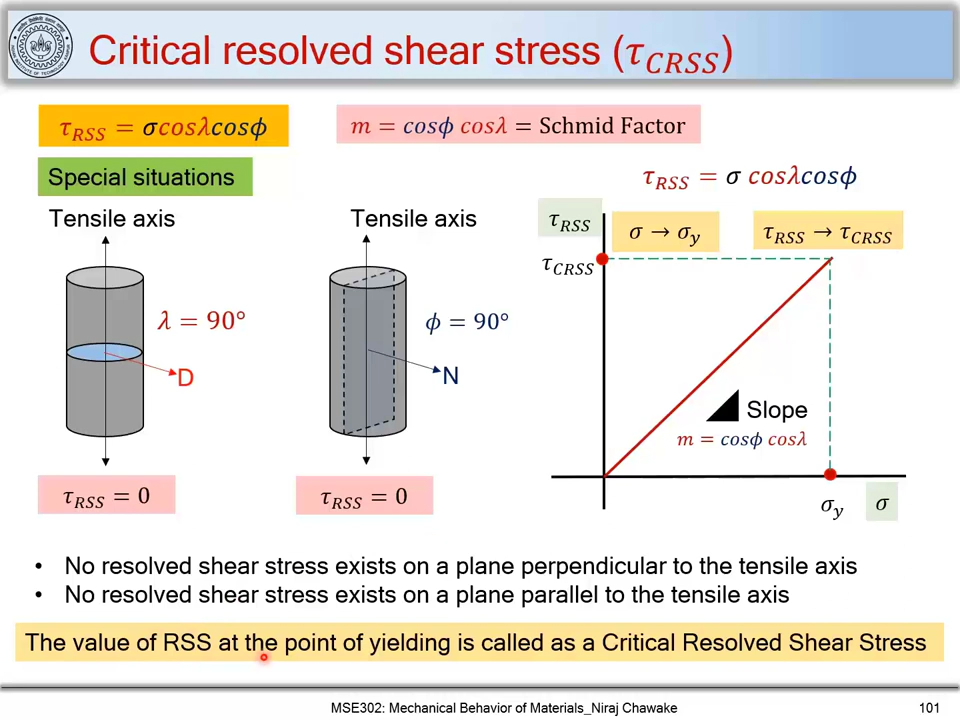 Critical resolved shear stress (τ_CRSS)
τ_RSS = σcosλcosϕ
m = cosϕ cosλ = Schmid Factor
Special situations
Tensile axis
λ = 90°
D
τ_RSS = 0
Tensile axis
ϕ = 90°
N
τ_RSS = 0
τ_RSS = σ cosλcosϕ
τ_RSS
σ → σ_y
τ_RSS → τ_CRSS
τ_CRSS
Slope
m = cosϕ cosλ
σ_y
σ
• No resolved shear stress exists on a plane perpendicular to the tensile axis
• No resolved shear stress exists on a plane parallel to the tensile axis
The value of RSS at the point of yielding is called as a Critical Resolved Shear Stress
MSE302: Mechanical Behavior of Materials_Niraj Chawake
101